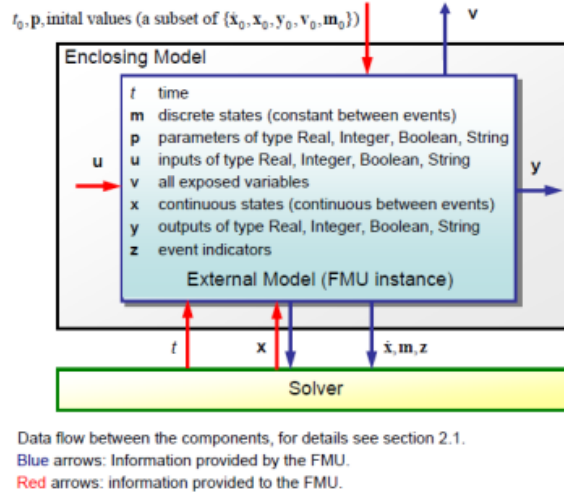 t₀, p, inital values (a subset of {ẋ₀, x₀, y₀, v₀, m₀})
v
Enclosing Model
t time
m discrete states (constant between events)
p parameters of type Real, Integer, Boolean, String
u
u inputs of type Real, Integer, Boolean, String
y
v all exposed variables
x continuous states (continuous between events)
y outputs of type Real, Integer, Boolean, String
z event indicators
External Model (FMU instance)
t
x
ẋ, m, z
Solver
Data flow between the components, for details see section 2.1.
Blue arrows: Information provided by the FMU.
Red arrows: information provided to the FMU.